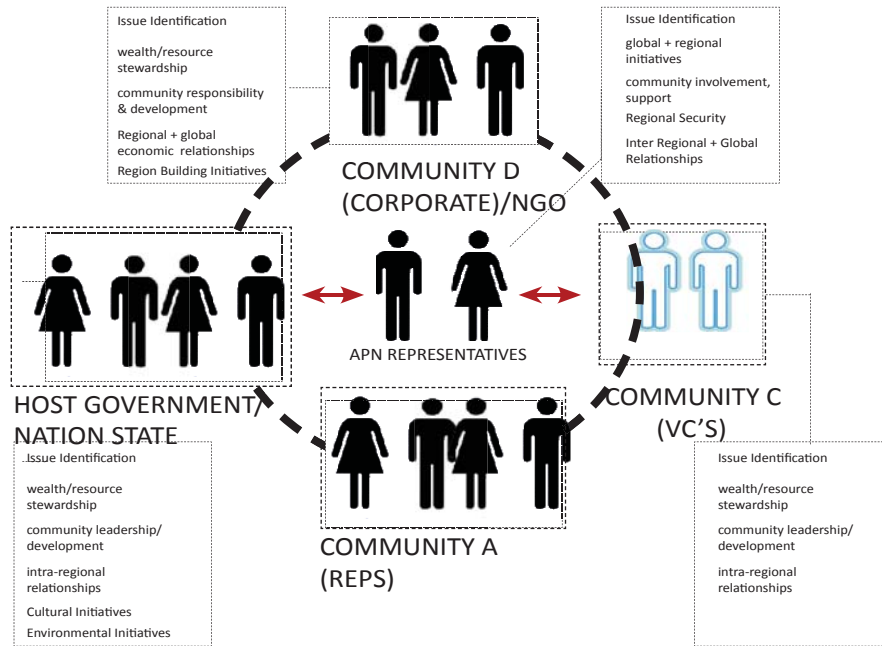 Issue Identification
wealth/resource
stewardship
community responsibility
& development
Regional + global
economic relationships
Region Building Initiatives
Issue Identification
global + regional
initiatives
community involvement,
support
Regional Security
Inter Regional + Global
Relationships
COMMUNITY D
(CORPORATE)/NGO
APN REPRESENTATIVES
HOST GOVERNMENT/
NATION STATE
COMMUNITY C
(VC'S)
COMMUNITY A
(REPS)
Issue Identification
wealth/resource
stewardship
community leadership/
development
intra-regional
relationships
Cultural Initiatives
Environmental Initiatives
Issue Identification
wealth/resource
stewardship
community leadership/
development
intra-regional
relationships